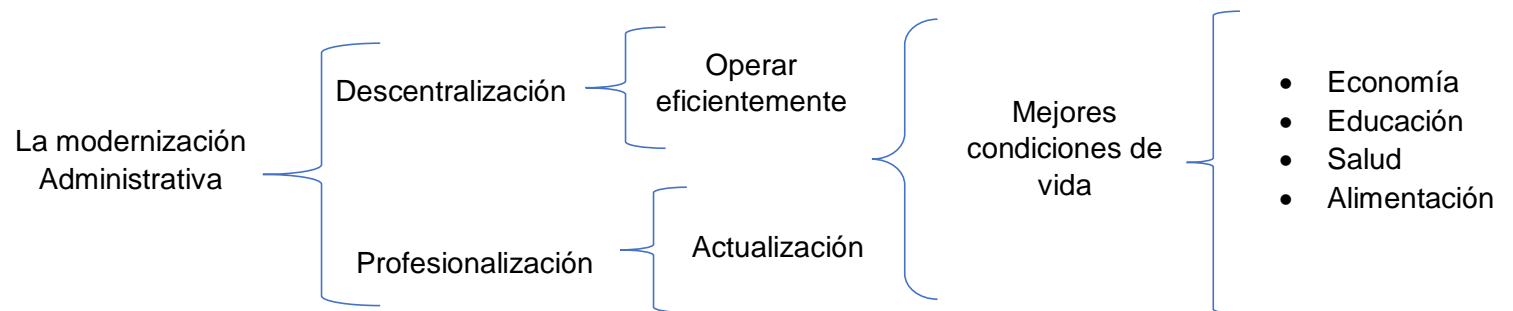 La modernización
Administrativa
Descentralización
Profesionalización
Operar
eficientemente
Actualización
Mejores
condiciones de
vida
• Economía
• Educación
• Salud
• Alimentación